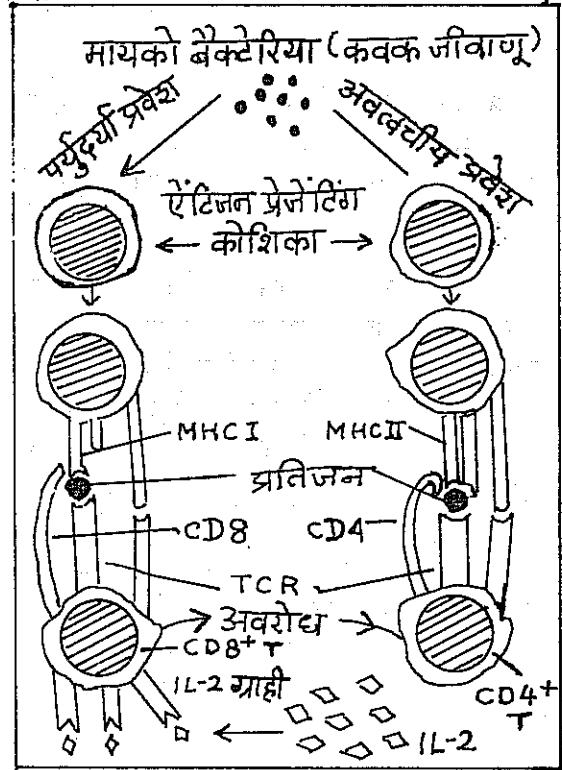 मायको बैक्टेरिया (कवक जीवाणू)
पर्युदर्या प्रवेश
अवत्वचीय प्रवेश
ऐंटिजन प्रेजेंटिंग
कोशिका
MHC I MHC II
प्रतिजन
CD8 CD4
TCR
अवरोध
CD8+ T
IL-2 ग्राही
CD4+
T
IL-2